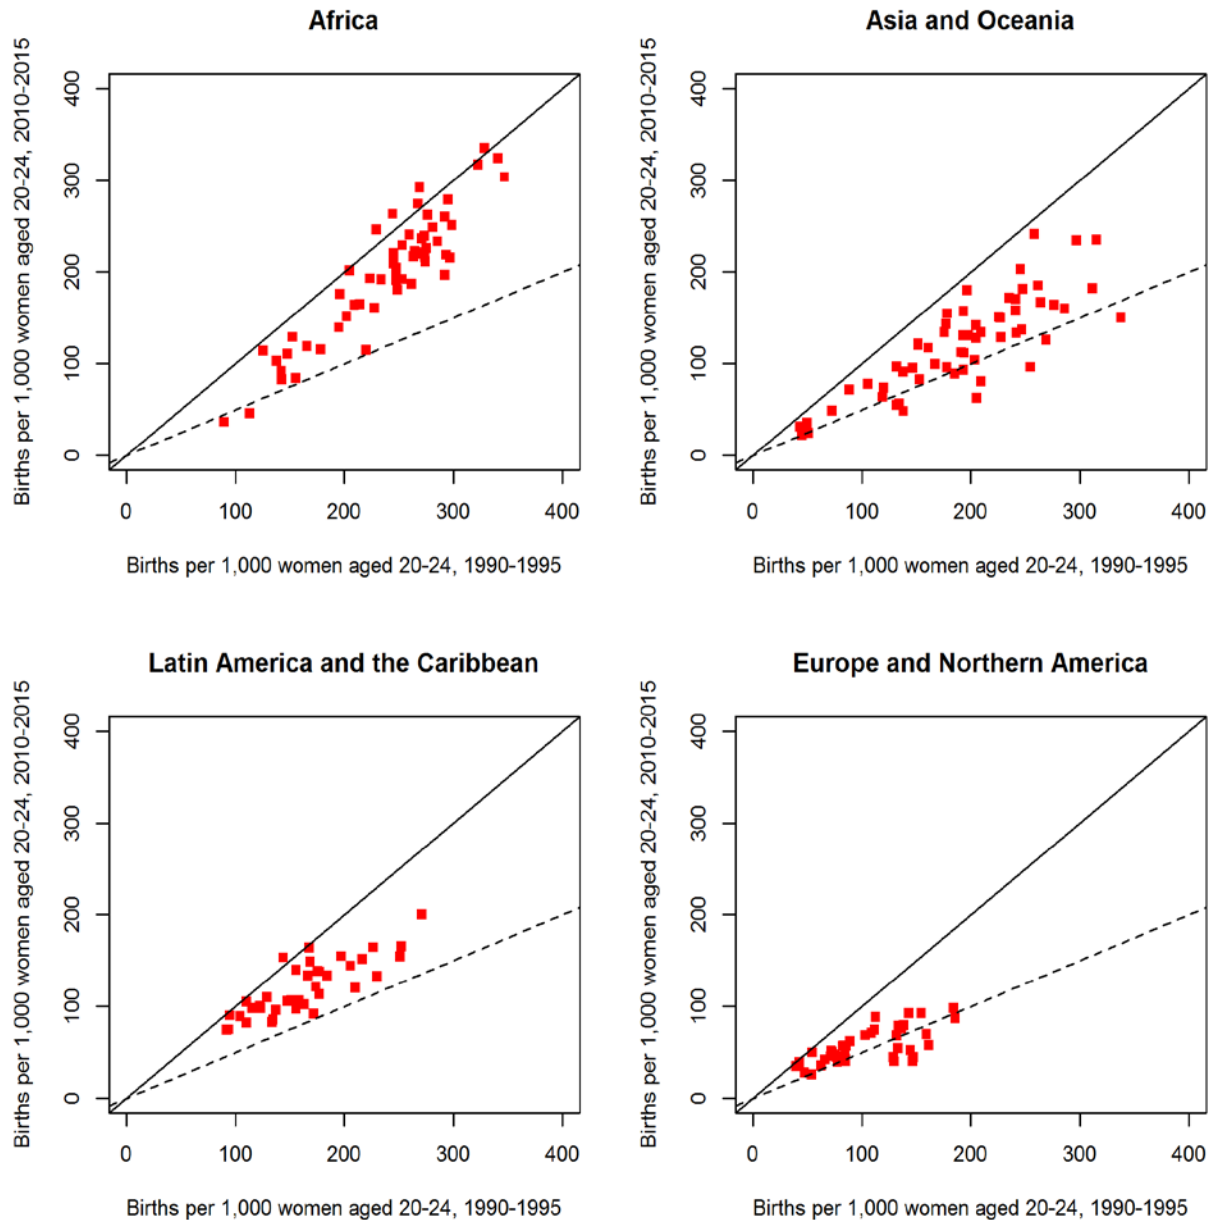 Africa
Births per 1,000 women aged 20-24, 2010-2015
400
300
200
100
0
0 100 200 300 400
Births per 1,000 women aged 20-24, 1990-1995
Asia and Oceania
Births per 1,000 women aged 20-24, 2010-2015
400
300
200
100
0
0 100 200 300 400
Births per 1,000 women aged 20-24, 1990-1995
Latin America and the Caribbean
Births per 1,000 women aged 20-24, 2010-2015
400
300
200
100
0
0 100 200 300 400
Births per 1,000 women aged 20-24, 1990-1995
Europe and Northern America
Births per 1,000 women aged 20-24, 2010-2015
400
300
200
100
0
0 100 200 300 400
Births per 1,000 women aged 20-24, 1990-1995